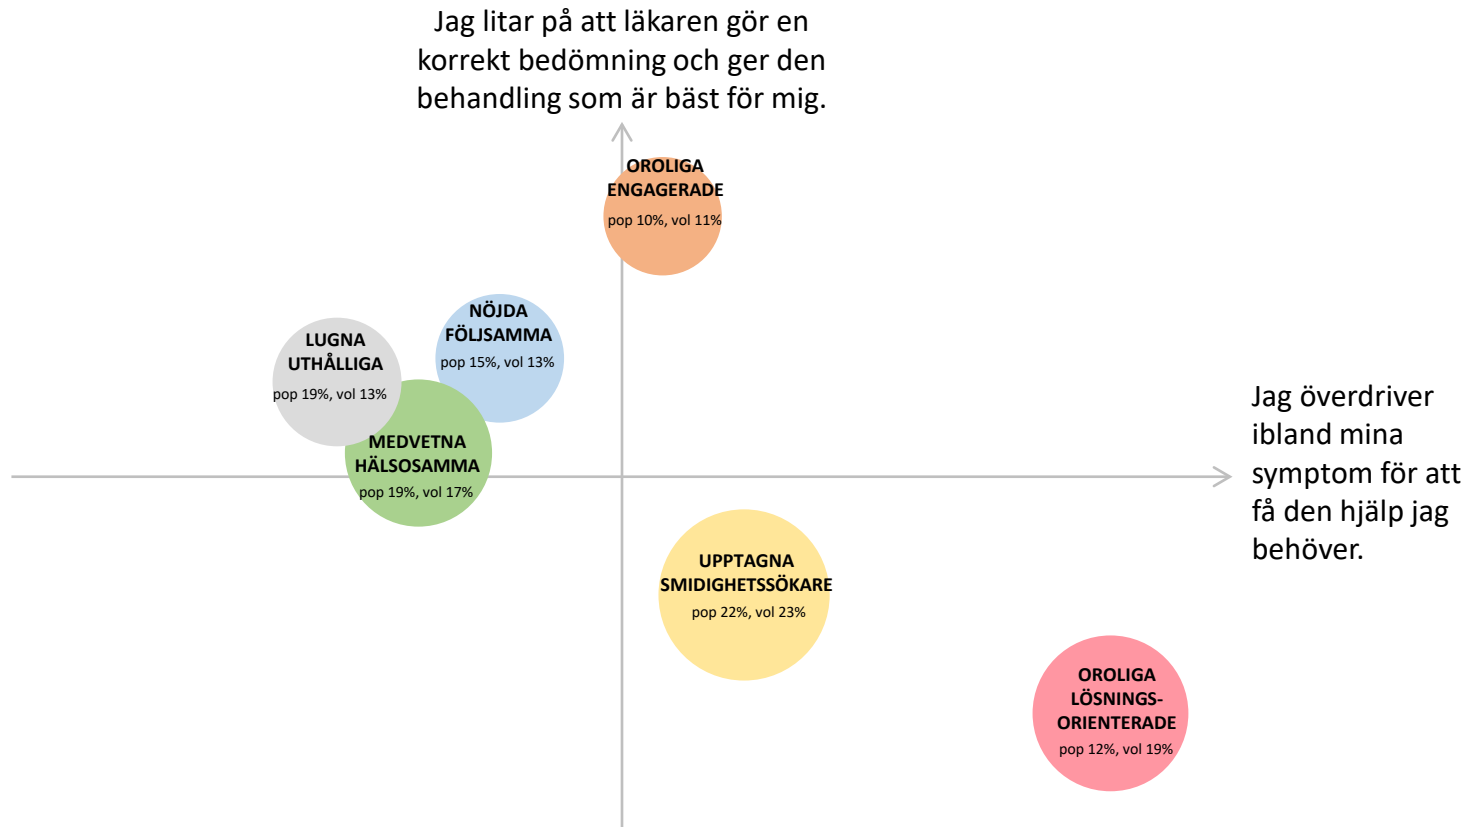 Jag litar på att läkaren gör en
korrekt bedömning och ger den
behandling som är bäst för mig.
OROLIGA
ENGAGERADE
pop 10%, vol 11%
NÖJDA
FÖLJSAMMA
pop 15%, vol 13%
LUGNA
UTHÅLLIGA
pop 19%, vol 13%
MEDVETNA
HÄLSOSAMMA
pop 19%, vol 17%
Jag överdriver
ibland mina
symptom för att
få den hjälp jag
behöver.
UPPTAGNA
SMIDIGHETSSÖKARE
pop 22%, vol 23%
OROLIGA
LÖSNINGS-
ORIENTERADE
pop 12%, vol 19%